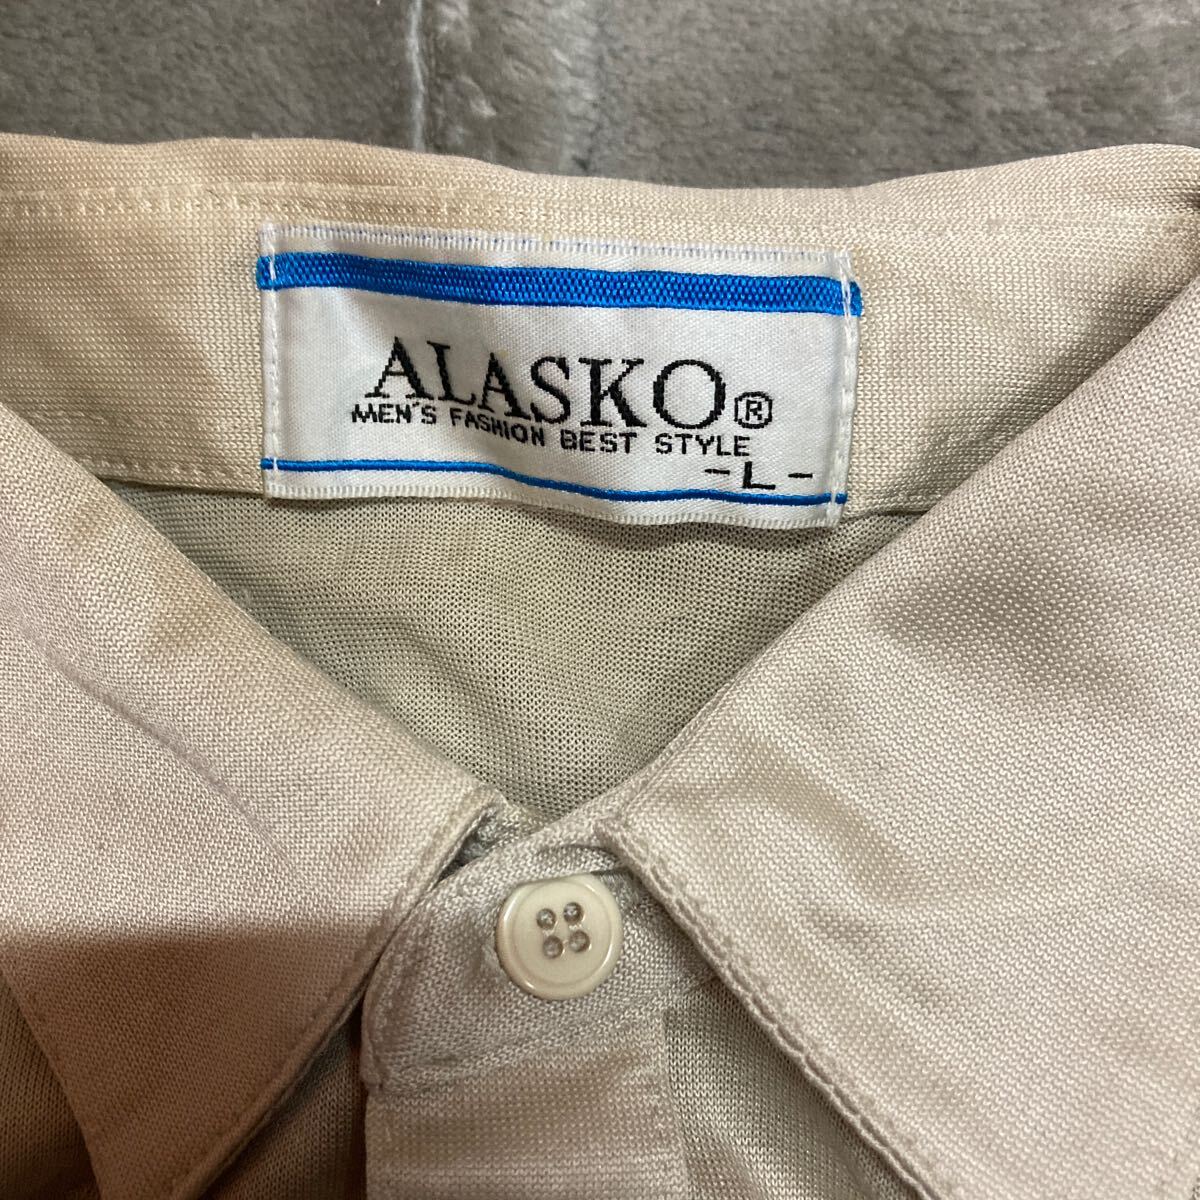 ALASKO®
MEN'S FASHION BEST STYLE
-L-